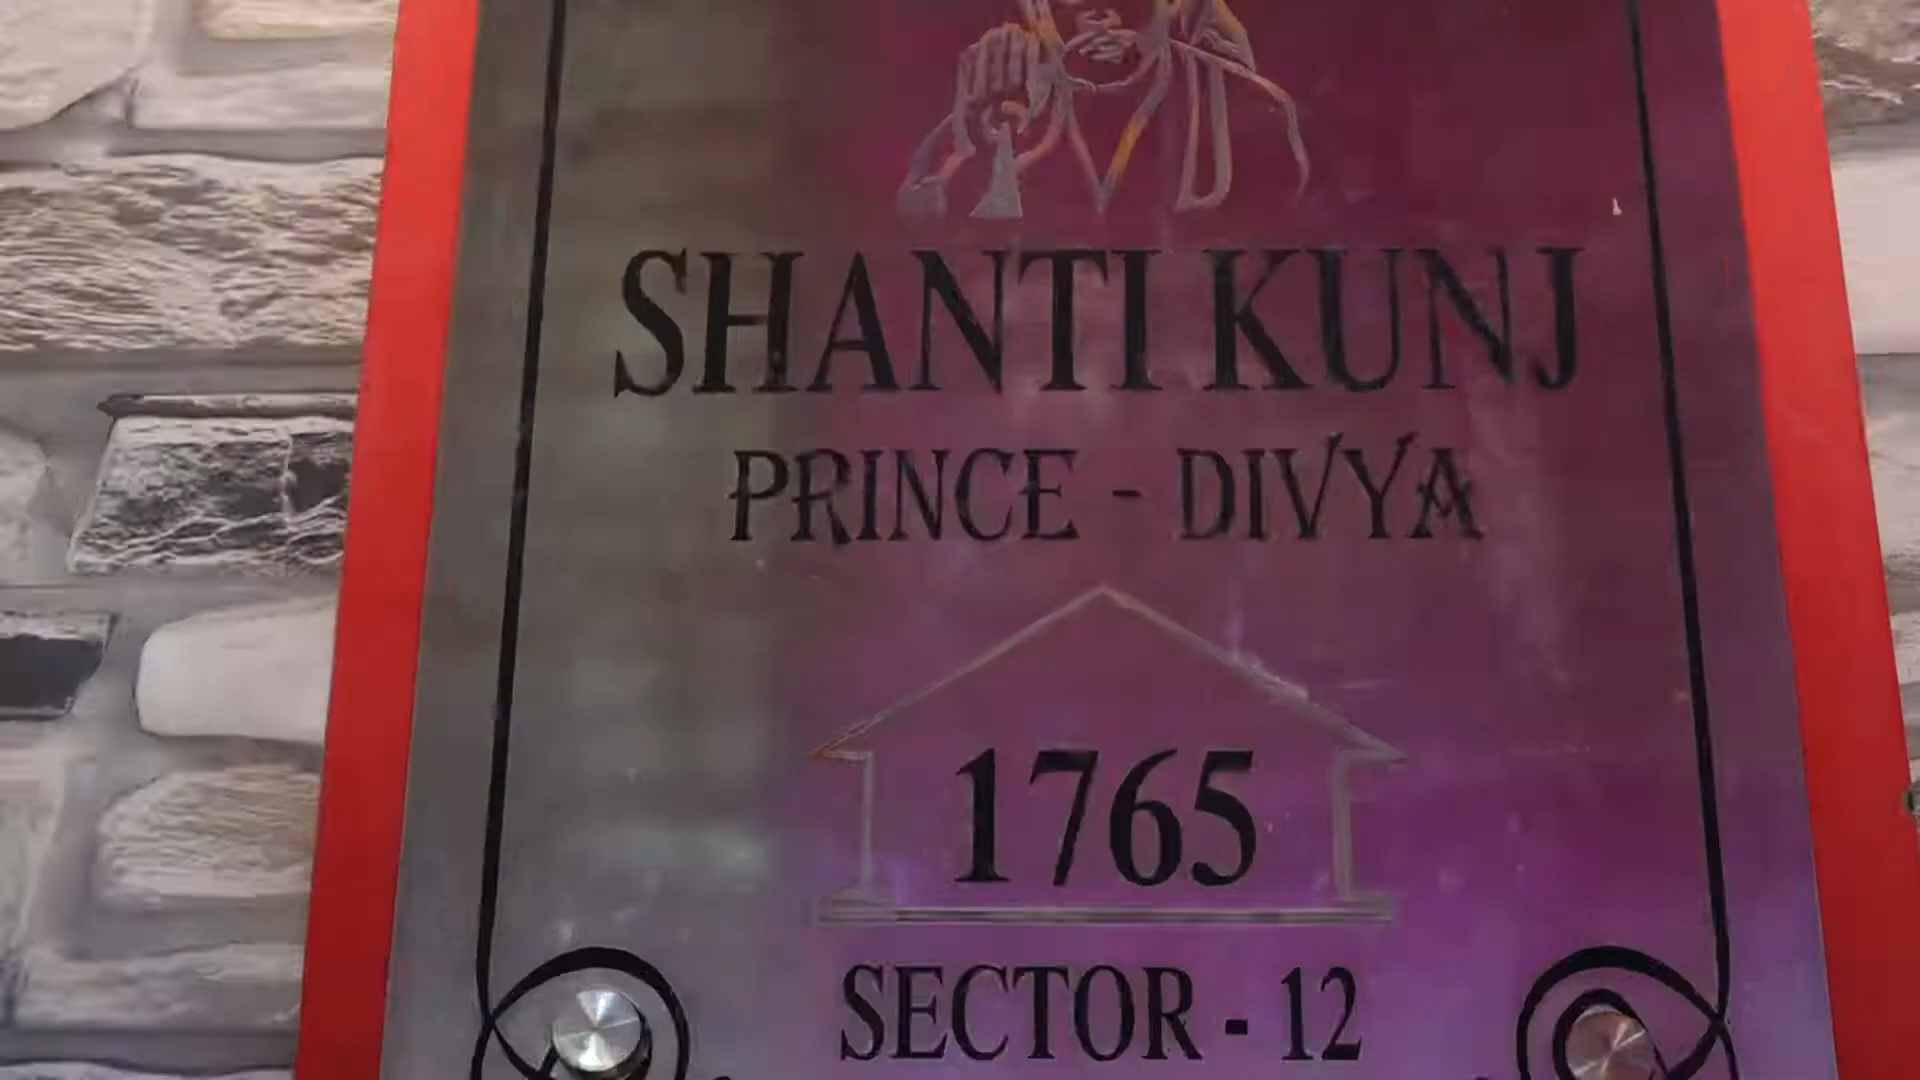 SHANTI KUNJ
PRINCE - DIVYA
1765
SECTOR - 12